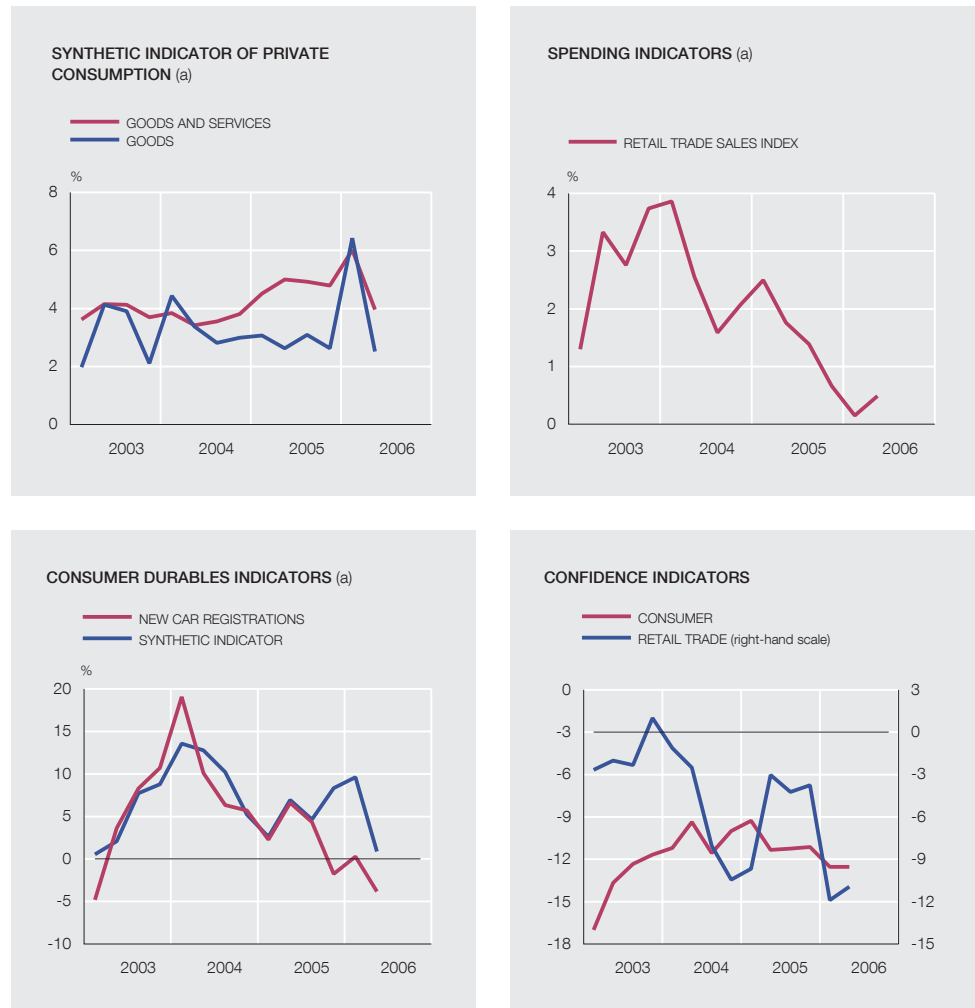 SYNTHETIC INDICATOR OF PRIVATE
CONSUMPTION (a)
GOODS AND SERVICES
GOODS
%
8
6
4
2
0
2003 2004 2005 2006
SPENDING INDICATORS (a)
RETAIL TRADE SALES INDEX
%
4
3
2
1
0
2003 2004 2005 2006
CONSUMER DURABLES INDICATORS (a)
NEW CAR REGISTRATIONS
SYNTHETIC INDICATOR
%
20
15
10
5
0
-5
-10
2003 2004 2005 2006
CONFIDENCE INDICATORS
CONSUMER
RETAIL TRADE (right-hand scale)
0 3
-3 0
-6 -3
-9 -6
-12 -9
-15 -12
-18 -15
2003 2004 2005 2006